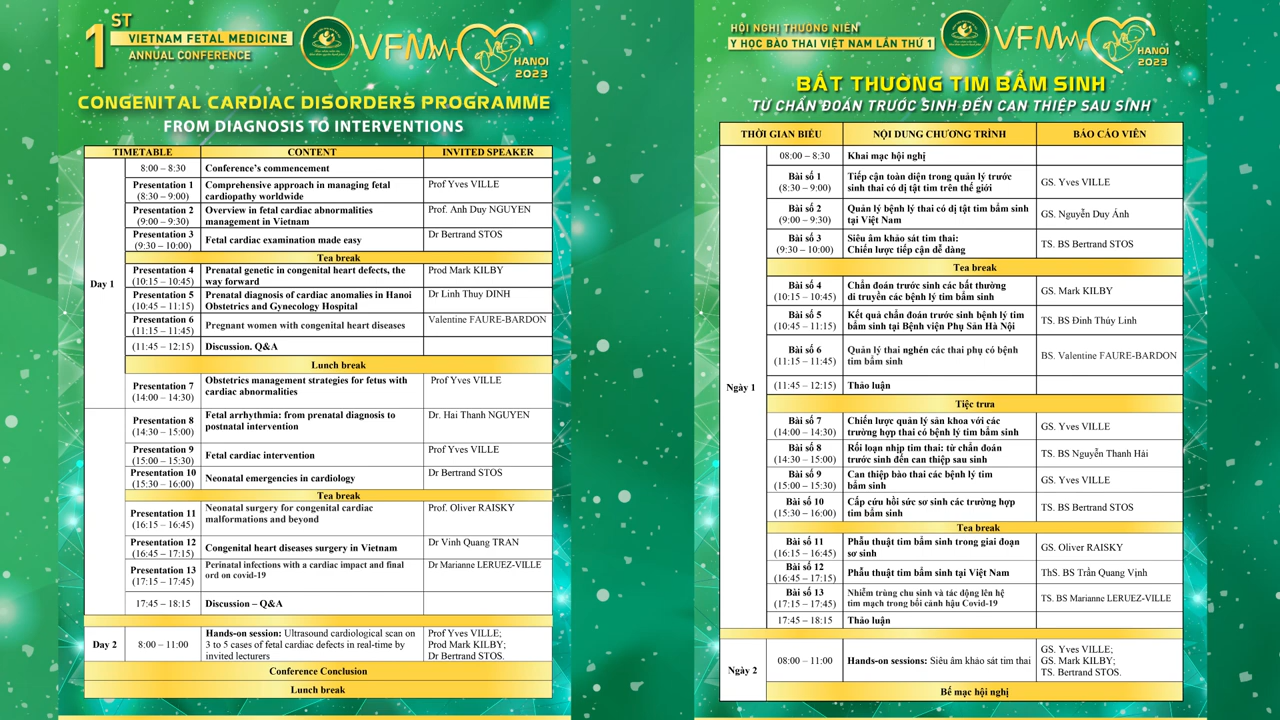 1ST
VIETNAM FETAL MEDICINE
ANNUAL CONFERENCE
VFM
HANOI
2023
CONGENITAL CARDIAC DISORDERS PROGRAMME
FROM DIAGNOSIS TO INTERVENTIONS
TIMETABLE CONTENT INVITED SPEAKER
Day 1
8:00 – 8:30 Conference's commencement
Presentation 1 Comprehensive approach in managing fetal Prof Yves VILLE
(8:30 – 9:00) cardiopathy worldwide
Presentation 2 Overview in fetal cardiac abnormalities Prof. Anh Duy NGUYEN
(9:00 – 9:30) management in Vietnam
Presentation 3 Fetal cardiac examination made easy Dr Bertrand STOS
(9:30 – 10:00)
Tea break
Presentation 4 Prenatal genetic in congenital heart defects, the Prod Mark KILBY
(10:15 – 10:45) way forward
Presentation 5 Prenatal diagnosis of cardiac anomalies in Hanoi Dr Linh Thuy DINH
(10:45 – 11:15) Obstetrics and Gynecology Hospital
Presentation 6 Pregnant women with congenital heart diseases Valentine FAURE-BARDON
(11:15 – 11:45)
(11:45 – 12:15) Discussion. Q&A
Lunch break
Presentation 7 Obstetrics management strategies for fetus with Prof Yves VILLE
(14:00 – 14:30) cardiac abnormalities
Presentation 8 Fetal arrhythmia: from prenatal diagnosis to Dr. Hai Thanh NGUYEN
(14:30 – 15:00) postnatal intervention
Presentation 9 Fetal cardiac intervention Prof Yves VILLE
(15:00 – 15:30)
Presentation 10 Neonatal emergencies in cardiology Dr Bertrand STOS
(15:30 – 16:00)
Tea break
Presentation 11 Neonatal surgery for congenital cardiac Prof. Oliver RAISKY
(16:15 – 16:45) malformations and beyond
Presentation 12 Congenital heart diseases surgery in Vietnam Dr Vinh Quang TRAN
(16:45 – 17:15)
Presentation 13 Perinatal infections with a cardiac impact and final Dr Marianne LERUEZ-VILLE
(17:15 – 17:45) ord on covid-19
17:45 – 18:15 Discussion – Q&A
Day 2
8:00 – 11:00
Hands-on session: Ultrasound cardiological scan on Prof Yves VILLE;
3 to 5 cases of fetal cardiac defects in real-time by Prod Mark KILBY;
invited lecturers Dr Bertrand STOS.
Conference Conclusion
Lunch break
HỘI NGHỊ THƯỜNG NIÊN
Y HỌC BÀO THAI VIỆT NAM LẦN THỨ 1
VFM
HANOI
2023
BẤT THƯỜNG TIM BẨM SINH
TỪ CHẨN ĐOÁN TRƯỚC SINH ĐẾN CAN THIỆP SAU SINH
THỜI GIAN BIỂU NỘI DUNG CHƯƠNG TRÌNH BÁO CÁO VIÊN
Ngày 1
08:00 – 8:30 Khai mạc hội nghị
Bài số 1 Tiếp cận toàn diện trong quản lý trước GS. Yves VILLE
(8:30 – 9:00) sinh thai có dị tật tim trên thế giới
Bài số 2 Quản lý bệnh lý thai có dị tật tim bẩm sinh GS. Nguyễn Duy Ánh
(9:00 – 9:30) tại Việt Nam
Bài số 3 Siêu âm khảo sát tim thai: TS. BS Bertrand STOS
(9:30 – 10:00) Chiến lược tiếp cận dễ dàng
Tea break
Bài số 4 Chẩn đoán trước sinh các bất thường GS. Mark KILBY
(10:15 – 10:45) di truyền các bệnh lý tim bẩm sinh
Bài số 5 Kết quả chẩn đoán trước sinh bệnh lý tim TS. BS Đinh Thúy Linh
(10:45 – 11:15) bẩm sinh tại Bệnh viện Phụ Sản Hà Nội
Bài số 6 Quản lý thai nghén các thai phụ có bệnh BS. Valentine FAURE-BARDON
(11:15 – 11:45) tim bẩm sinh
(11:45 – 12:15) Thảo luận
Tiệc trưa
Bài số 7 Chiến lược quản lý sản khoa với các GS. Yves VILLE
(14:00 – 14:30) trường hợp thai có bệnh lý tim bẩm sinh
Bài số 8 Rối loạn nhịp tim thai: từ chẩn đoán TS. BS Nguyễn Thanh Hải
(14:30 – 15:00) trước sinh đến can thiệp sau sinh
Bài số 9 Can thiệp bào thai các bệnh lý tim GS. Yves VILLE
(15:00 – 15:30) bẩm sinh
Bài số 10 Cấp cứu hồi sức sơ sinh các trường hợp TS. BS Bertrand STOS
(15:30 – 16:00) tim bẩm sinh
Tea break
Bài số 11 Phẫu thuật tim bẩm sinh trong giai đoạn GS. Oliver RAISKY
(16:15 – 16:45) sơ sinh
Bài số 12 Phẫu thuật tim bẩm sinh tại Việt Nam ThS. BS Trần Quang Vịnh
(16:45 – 17:15)
Bài số 13 Nhiễm trùng chu sinh và tác động lên hệ TS. BS Marianne LERUEZ-VILLE
(17:15 – 17:45) tim mạch trong bối cảnh hậu Covid-19
17:45 – 18:15 Thảo luận
Ngày 2
08:00 – 11:00 Hands-on sessions: Siêu âm khảo sát tim thai
GS. Yves VILLE;
GS. Mark KILBY;
TS. Bertrand STOS.
Bế mạc hội nghị